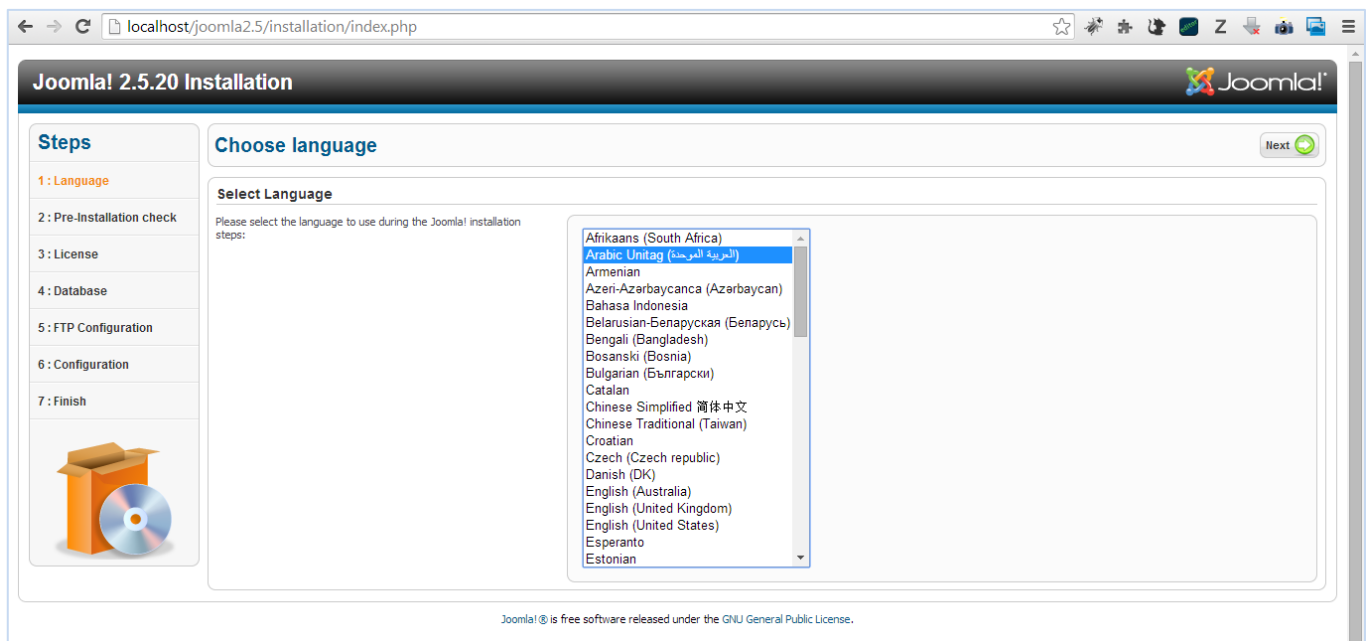 localhost/joomla2.5/installation/index.php
Joomla! 2.5.20 Installation
Joomla!
Steps
1 : Language
2 : Pre-Installation check
3 : License
4 : Database
5 : FTP Configuration
6 : Configuration
7 : Finish
Choose language
Next
Select Language
Please select the language to use during the Joomla! installation
steps:
Afrikaans (South Africa)
Arabic Unitag (العربية الموحدة)
Armenian
Azeri-Azərbaycanca (Azərbaycan)
Bahasa Indonesia
Belarusian-Беларуская (Беларусь)
Bengali (Bangladesh)
Bosanski (Bosnia)
Bulgarian (Български)
Catalan
Chinese Simplified 简体中文
Chinese Traditional (Taiwan)
Croatian
Czech (Czech republic)
Danish (DK)
English (Australia)
English (United Kingdom)
English (United States)
Esperanto
Estonian
Joomla! ® is free software released under the GNU General Public License.